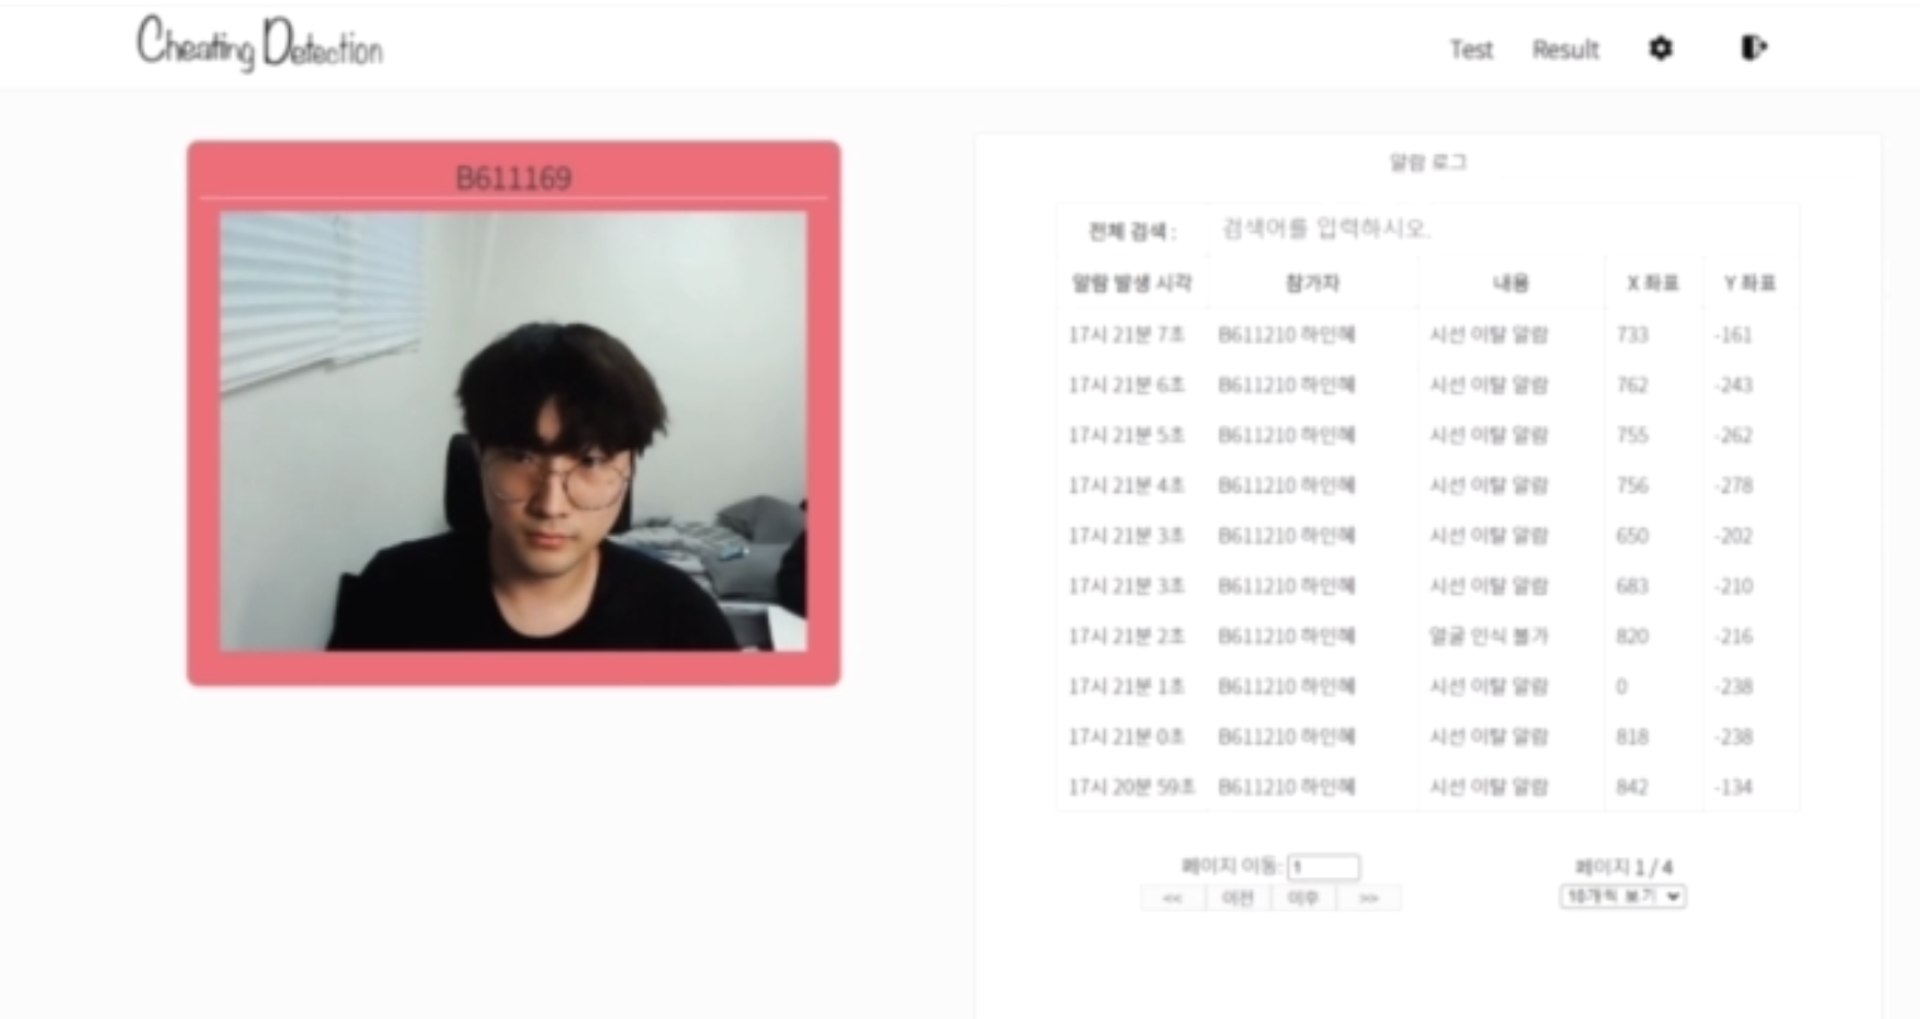 Cheating Detection
Test Result
B611169
알람 로그
전체 검색 : 검색어를 입력하시오.
알람 발생 시각 참가자 내용 X 좌표 Y 좌표
17시 21분 7초 B611210 하인혜 시선 이탈 알람 733 -161
17시 21분 6초 B611210 하인혜 시선 이탈 알람 762 -243
17시 21분 5초 B611210 하인혜 시선 이탈 알람 755 -262
17시 21분 4초 B611210 하인혜 시선 이탈 알람 756 -278
17시 21분 3초 B611210 하인혜 시선 이탈 알람 650 -202
17시 21분 3초 B611210 하인혜 시선 이탈 알람 683 -210
17시 21분 2초 B611210 하인혜 얼굴 인식 불가 820 -216
17시 21분 1초 B611210 하인혜 시선 이탈 알람 0 -238
17시 21분 0초 B611210 하인혜 시선 이탈 알람 818 -238
17시 20분 59초 B611210 하인혜 시선 이탈 알람 842 -134
페이지 이동: 1 페이지 1 / 4
<< 이전 이후 >> 10개씩 보기